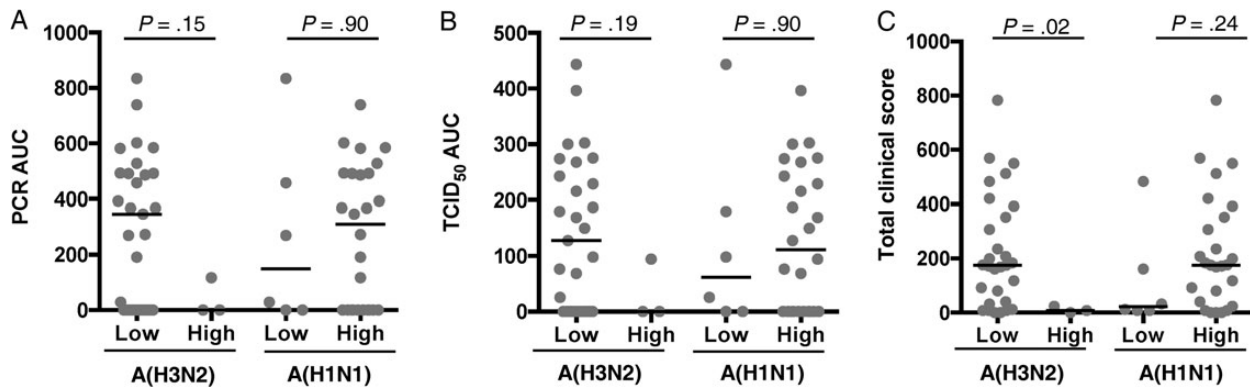 A
P = .15
P = .90
1000
800
600
400
200
0
PCR AUC
Low High Low High
A(H3N2) A(H1N1)
B
P = .19
P = .90
500
400
300
200
100
0
TCID50 AUC
Low High Low High
A(H3N2) A(H1N1)
C
P = .02
P = .24
1000
800
600
400
200
0
Total clinical score
Low High Low High
A(H3N2) A(H1N1)